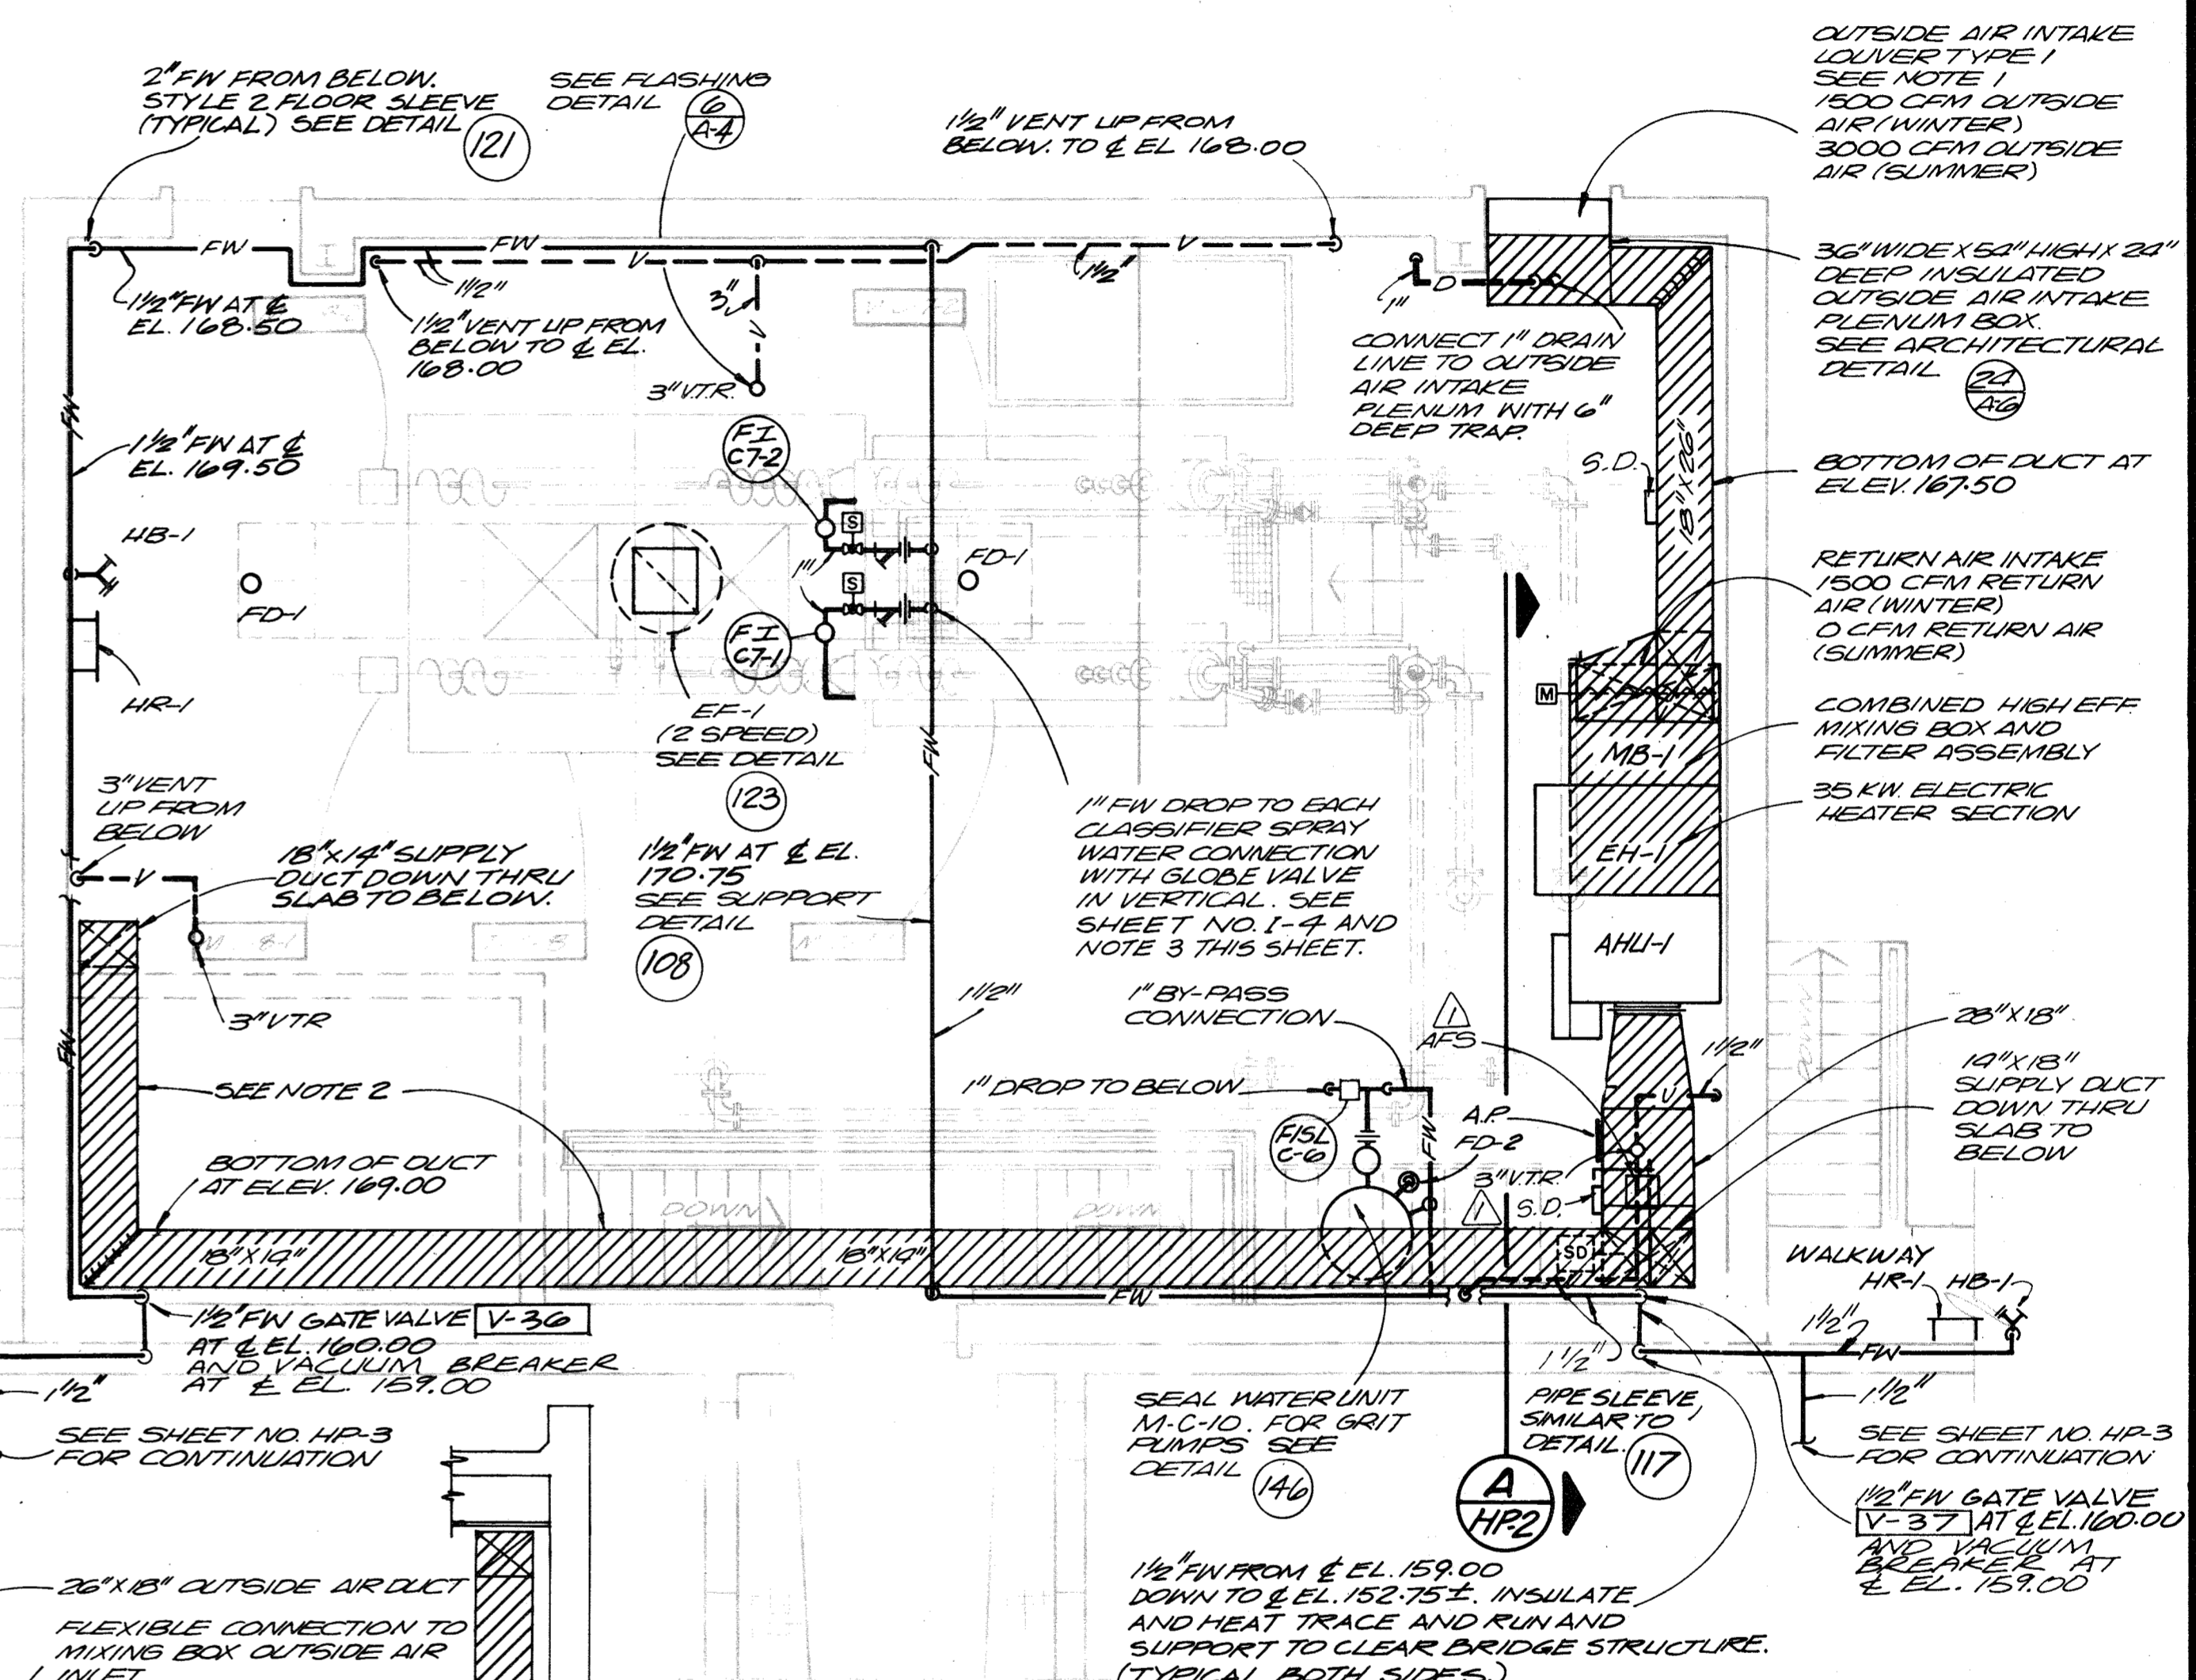 2" FW FROM BELOW.
STYLE 2 FLOOR SLEEVE
(TYPICAL) SEE DETAIL
121
SEE FLASHING
DETAIL
6
A-4
1½" VENT UP FROM
BELOW. TO ℄ EL 168.00
OUTSIDE AIR INTAKE
LOUVER TYPE 1
SEE NOTE 1
1500 CFM OUTSIDE
AIR (WINTER)
3000 CFM OUTSIDE
AIR (SUMMER)
FW
FW
V
V
1½"
1½"
3"
V
1½" FW AT ℄
EL. 168.50
1½" VENT UP FROM
BELOW TO ℄ EL.
168.00
3" V.T.R.
1"
D
CONNECT 1" DRAIN
LINE TO OUTSIDE
AIR INTAKE
PLENUM WITH 6"
DEEP TRAP.
36" WIDE X 54" HIGH X 24"
DEEP INSULATED
OUTSIDE AIR INTAKE
PLENUM BOX.
SEE ARCHITECTURAL
DETAIL
24
A-6
FW
1½" FW AT ℄
EL. 169.50
FI
C7-2
S.D.
18"X26"
BOTTOM OF DUCT AT
ELEV. 167.50
HB-1
FD-1
S
1"
S
FD-1
FI
C7-1
RETURN AIR INTAKE
1500 CFM RETURN
AIR (WINTER)
0 CFM RETURN AIR
(SUMMER)
HR-1
EF-1
(2 SPEED)
SEE DETAIL
123
FW
M
MB-1
COMBINED HIGH EFF.
MIXING BOX AND
FILTER ASSEMBLY
3" VENT
UP FROM
BELOW
35 KW. ELECTRIC
HEATER SECTION
EH-1
18"X14" SUPPLY
DUCT DOWN THRU
SLAB TO BELOW.
1½" FW AT ℄ EL.
170.75
SEE SUPPORT
DETAIL
108
1" FW DROP TO EACH
CLASSIFIER SPRAY
WATER CONNECTION
WITH GLOBE VALVE
IN VERTICAL. SEE
SHEET NO. I-4 AND
NOTE 3 THIS SHEET.
V
AHU-1
3" VTR
1½"
1" BY-PASS
CONNECTION
1
AFS
28"X18"
1½"
DOWN
FW
SEE NOTE 2
1" DROP TO BELOW
A.P.
FD-2
V
FISL
C-6
FW
3" V.T.R.
1
S.D.
14"X18"
SUPPLY DUCT
DOWN THRU
SLAB TO
BELOW
BOTTOM OF DUCT
AT ELEV. 169.00
DOWN
DOWN
18"X14"
18"X14"
SD
WALKWAY
HR-1
HB-1
FW
1½" FW GATE VALVE
V-36
AT ℄ EL. 160.00
AND VACUUM BREAKER
AT ℄ EL. 159.00
1½"
1½"
FW
1½"
1½"
SEE SHEET NO. HP-3
FOR CONTINUATION
SEAL WATER UNIT
M-C-10. FOR GRIT
PUMPS SEE
DETAIL
146
PIPE SLEEVE
SIMILAR TO
DETAIL.
117
SEE SHEET NO. HP-3
FOR CONTINUATION
A
HP-2
1½" FW GATE VALVE
V-37
AT ℄ EL. 160.00
AND VACUUM
BREAKER AT
℄ EL. 159.00
26"X18" OUTSIDE AIR DUCT
FLEXIBLE CONNECTION TO
MIXING BOX OUTSIDE AIR
INLET
1½" FW FROM ℄ EL. 159.00
DOWN TO ℄ EL. 152.75±. INSULATE
AND HEAT TRACE AND RUN AND
SUPPORT TO CLEAR BRIDGE STRUCTURE.
(TYPICAL BOTH SIDES.)